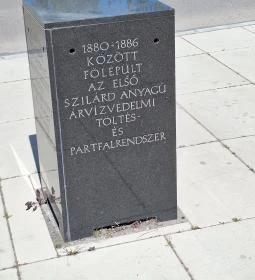 1880-1886
KÖZÖTT
FÖLÉPÜLT
AZ ELSŐ
SZILÁRD ANYAGÚ
ÁRVÍZVÉDELMI
TÖLTÉS-
ÉS
PARTFALRENDSZER